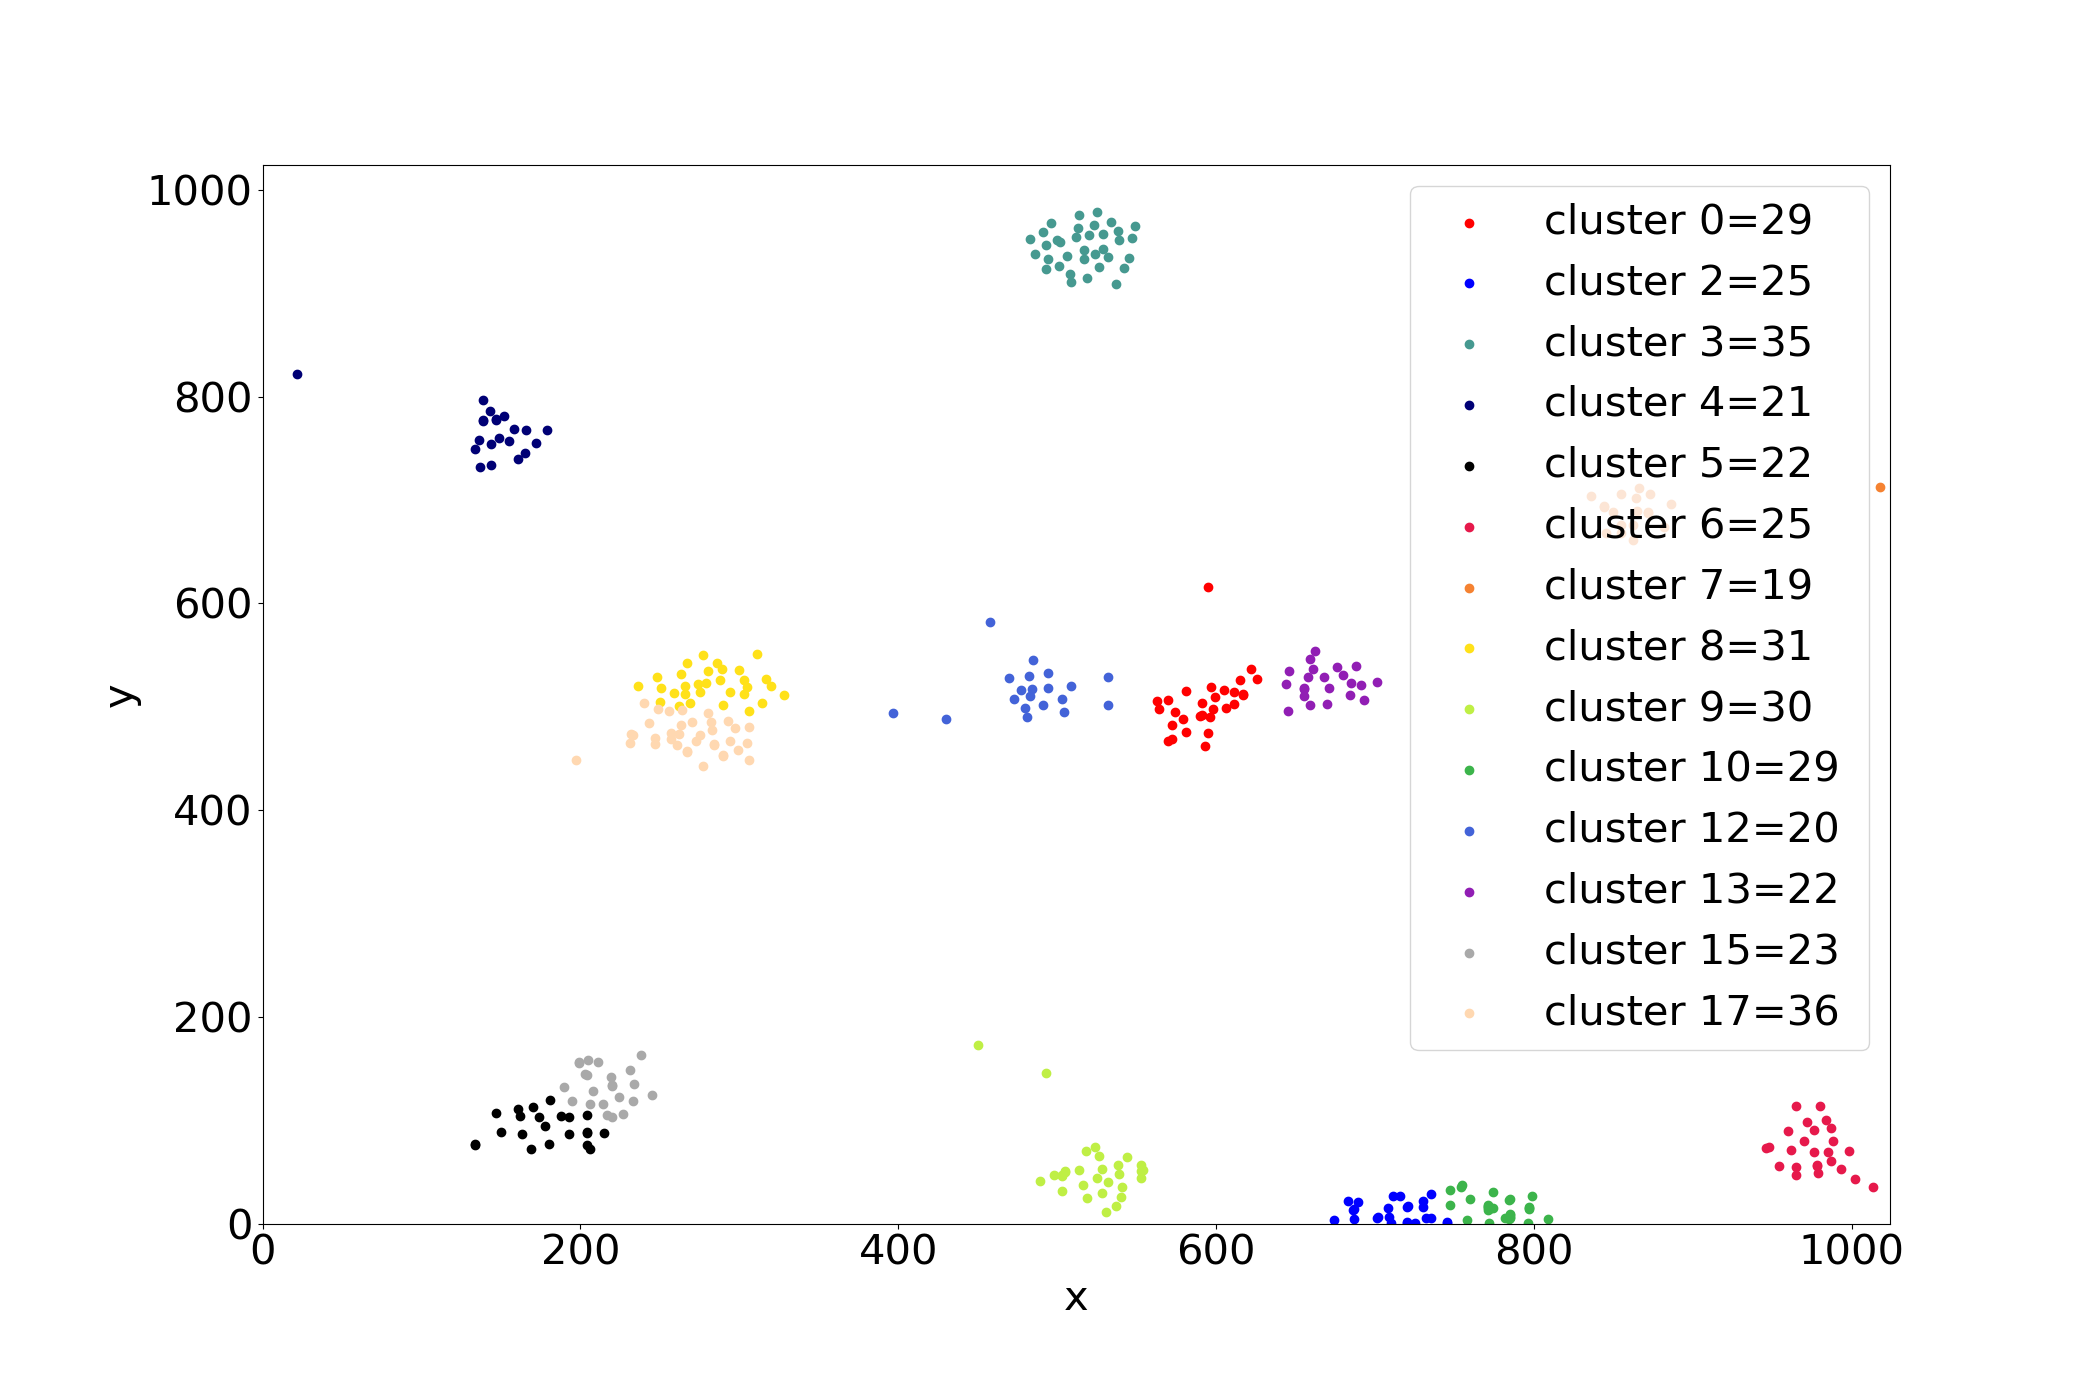 1000
800
600
400
200
0
y
0 200 400 600 800 1000
x
cluster 0=29
cluster 2=25
cluster 3=35
cluster 4=21
cluster 5=22
cluster 6=25
cluster 7=19
cluster 8=31
cluster 9=30
cluster 10=29
cluster 12=20
cluster 13=22
cluster 15=23
cluster 17=36